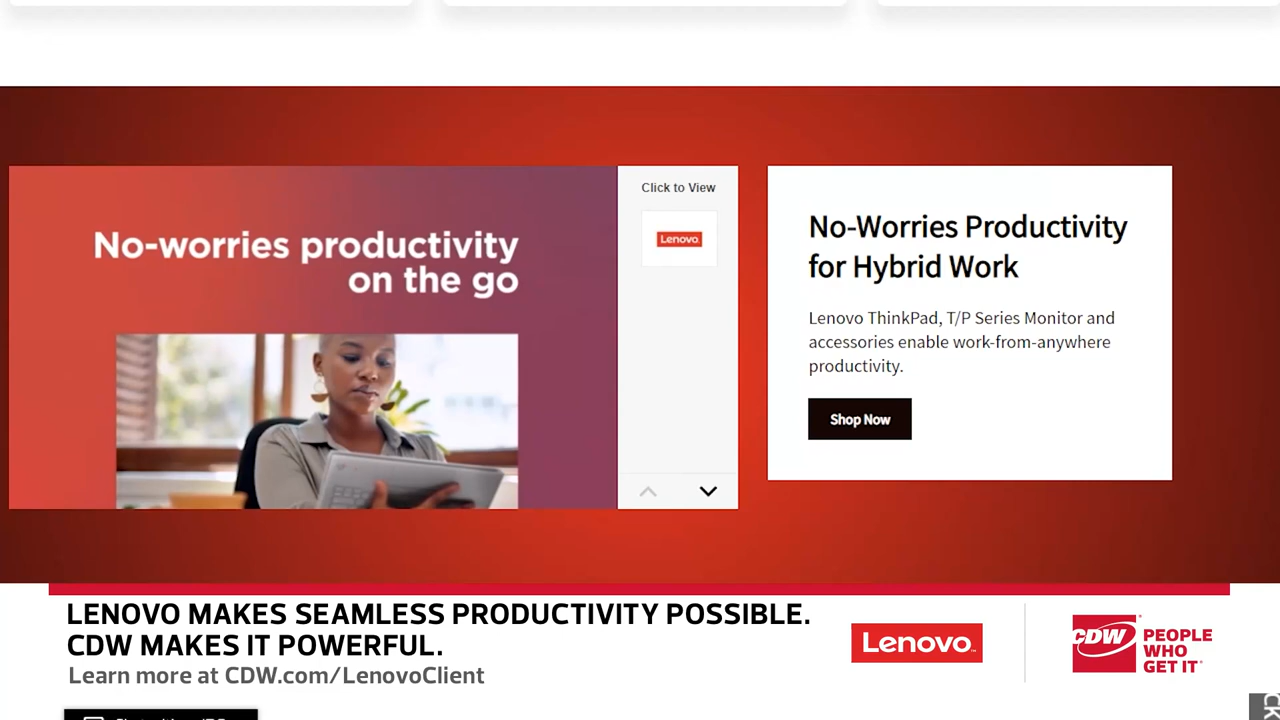 No-worries productivity
on the go
Click to View
Lenovo
No-Worries Productivity
for Hybrid Work
Lenovo ThinkPad, T/P Series Monitor and
accessories enable work-from-anywhere
productivity.
Shop Now
LENOVO MAKES SEAMLESS PRODUCTIVITY POSSIBLE.
CDW MAKES IT POWERFUL.
Learn more at CDW.com/LenovoClient
Lenovo™
CDW®
PEOPLE
WHO
GET IT®